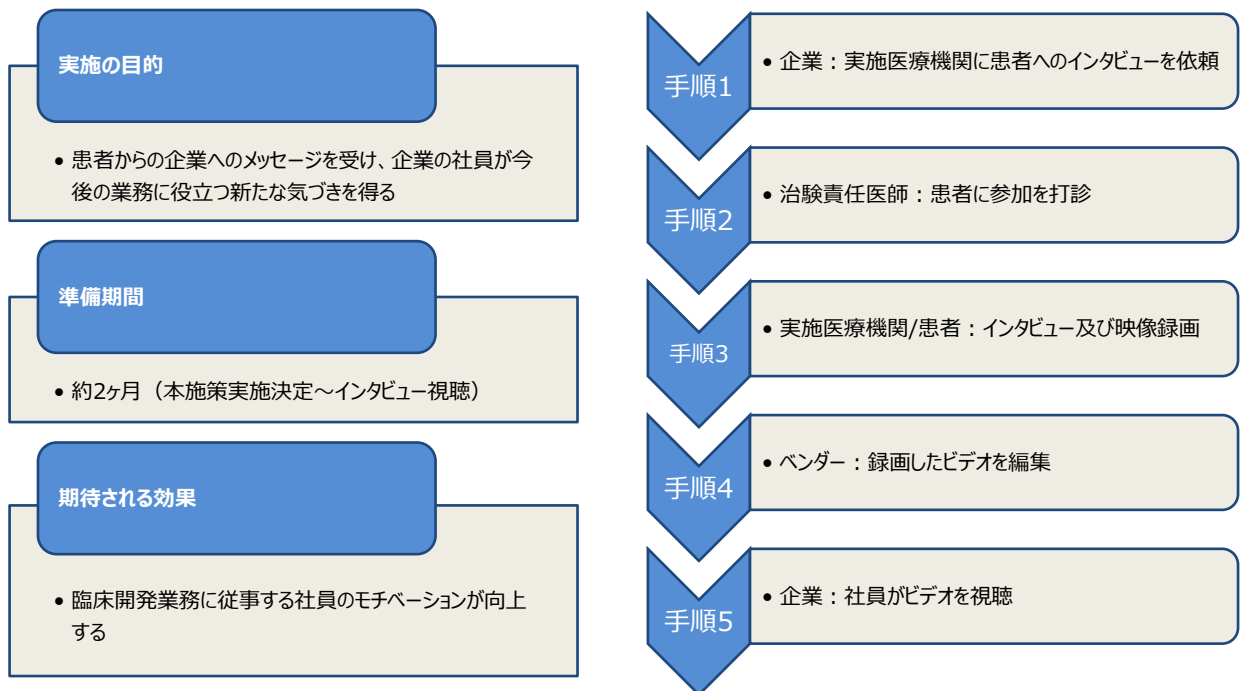 実施の目的
• 患者からの企業へのメッセージを受け、企業の社員が今
後の業務に役立つ新たな気づきを得る
準備期間
• 約2ヶ月（本施策実施決定～インタビュー視聴）
期待される効果
• 臨床開発業務に従事する社員のモチベーションが向上
する
手順1
• 企業：実施医療機関に患者へのインタビューを依頼
手順2
• 治験責任医師：患者に参加を打診
手順3
• 実施医療機関/患者：インタビュー及び映像録画
手順4
• ベンダー：録画したビデオを編集
手順5
• 企業：社員がビデオを視聴